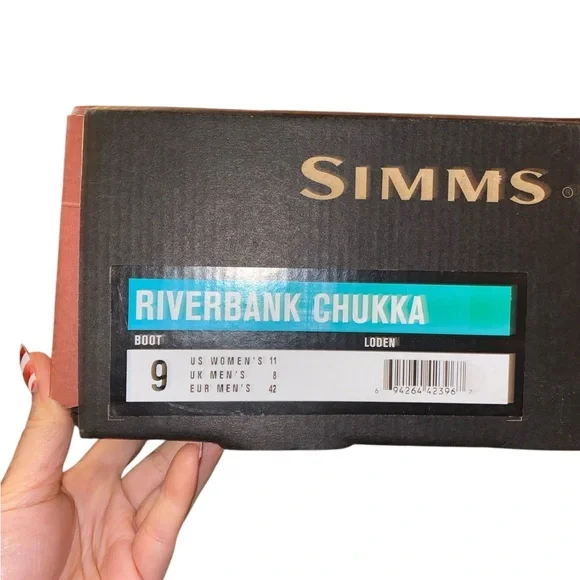 SIMMS®
RIVERBANK CHUKKA
BOOT LODEN
9
US WOMEN'S 11
UK MEN'S 8
EUR MEN'S 42
6 94264 42396 7